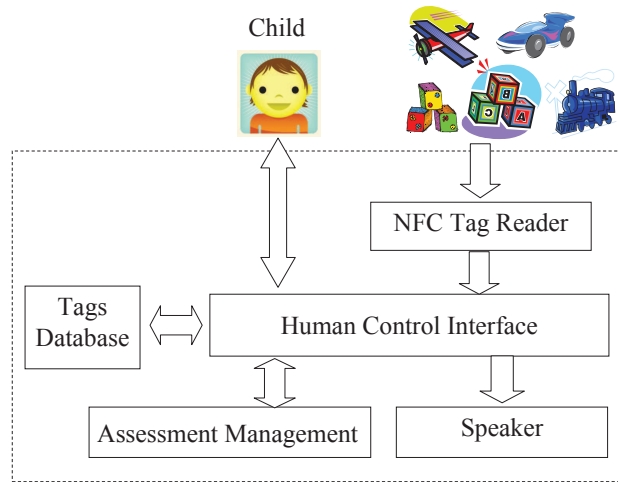 Child
B
C
A
NFC Tag Reader
Tags
Database
Human Control Interface
Assessment Management
Speaker